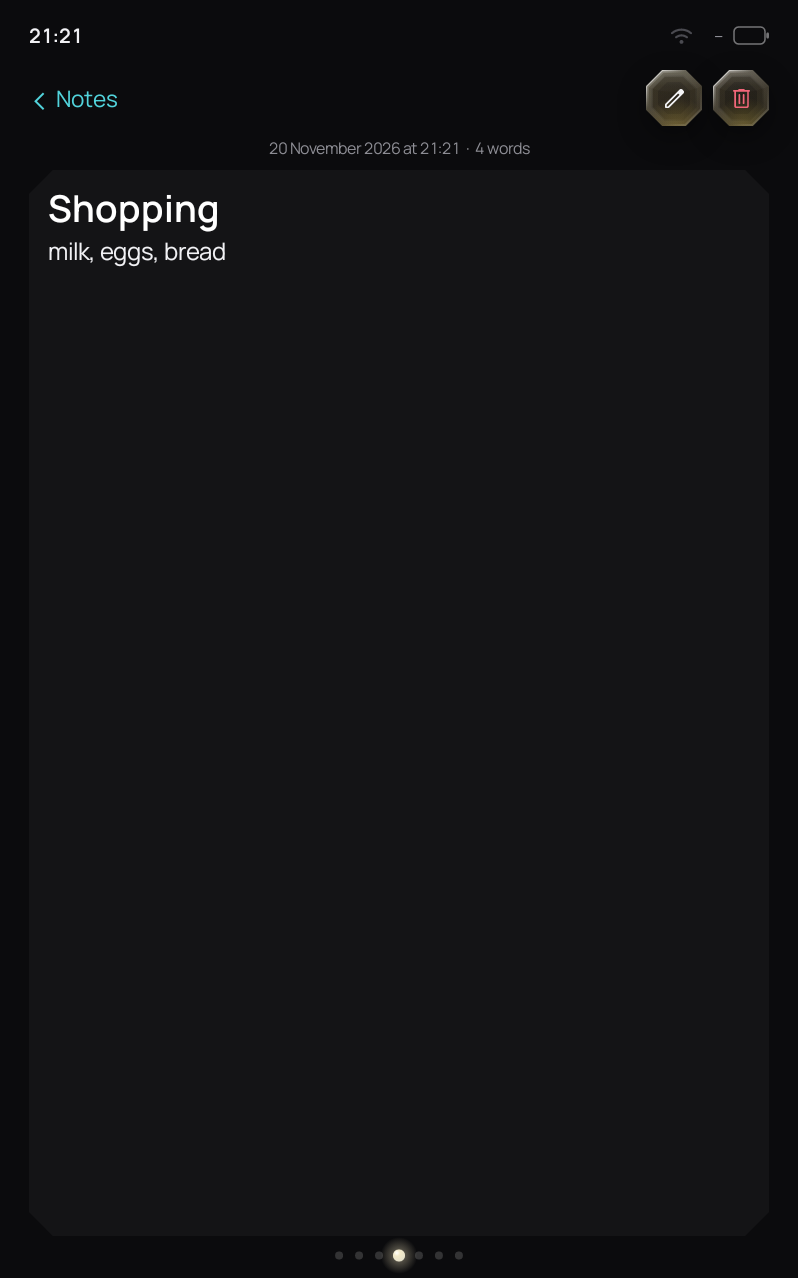 21:21
–
Notes
20 November 2026 at 21:21 · 4 words
Shopping
milk, eggs, bread